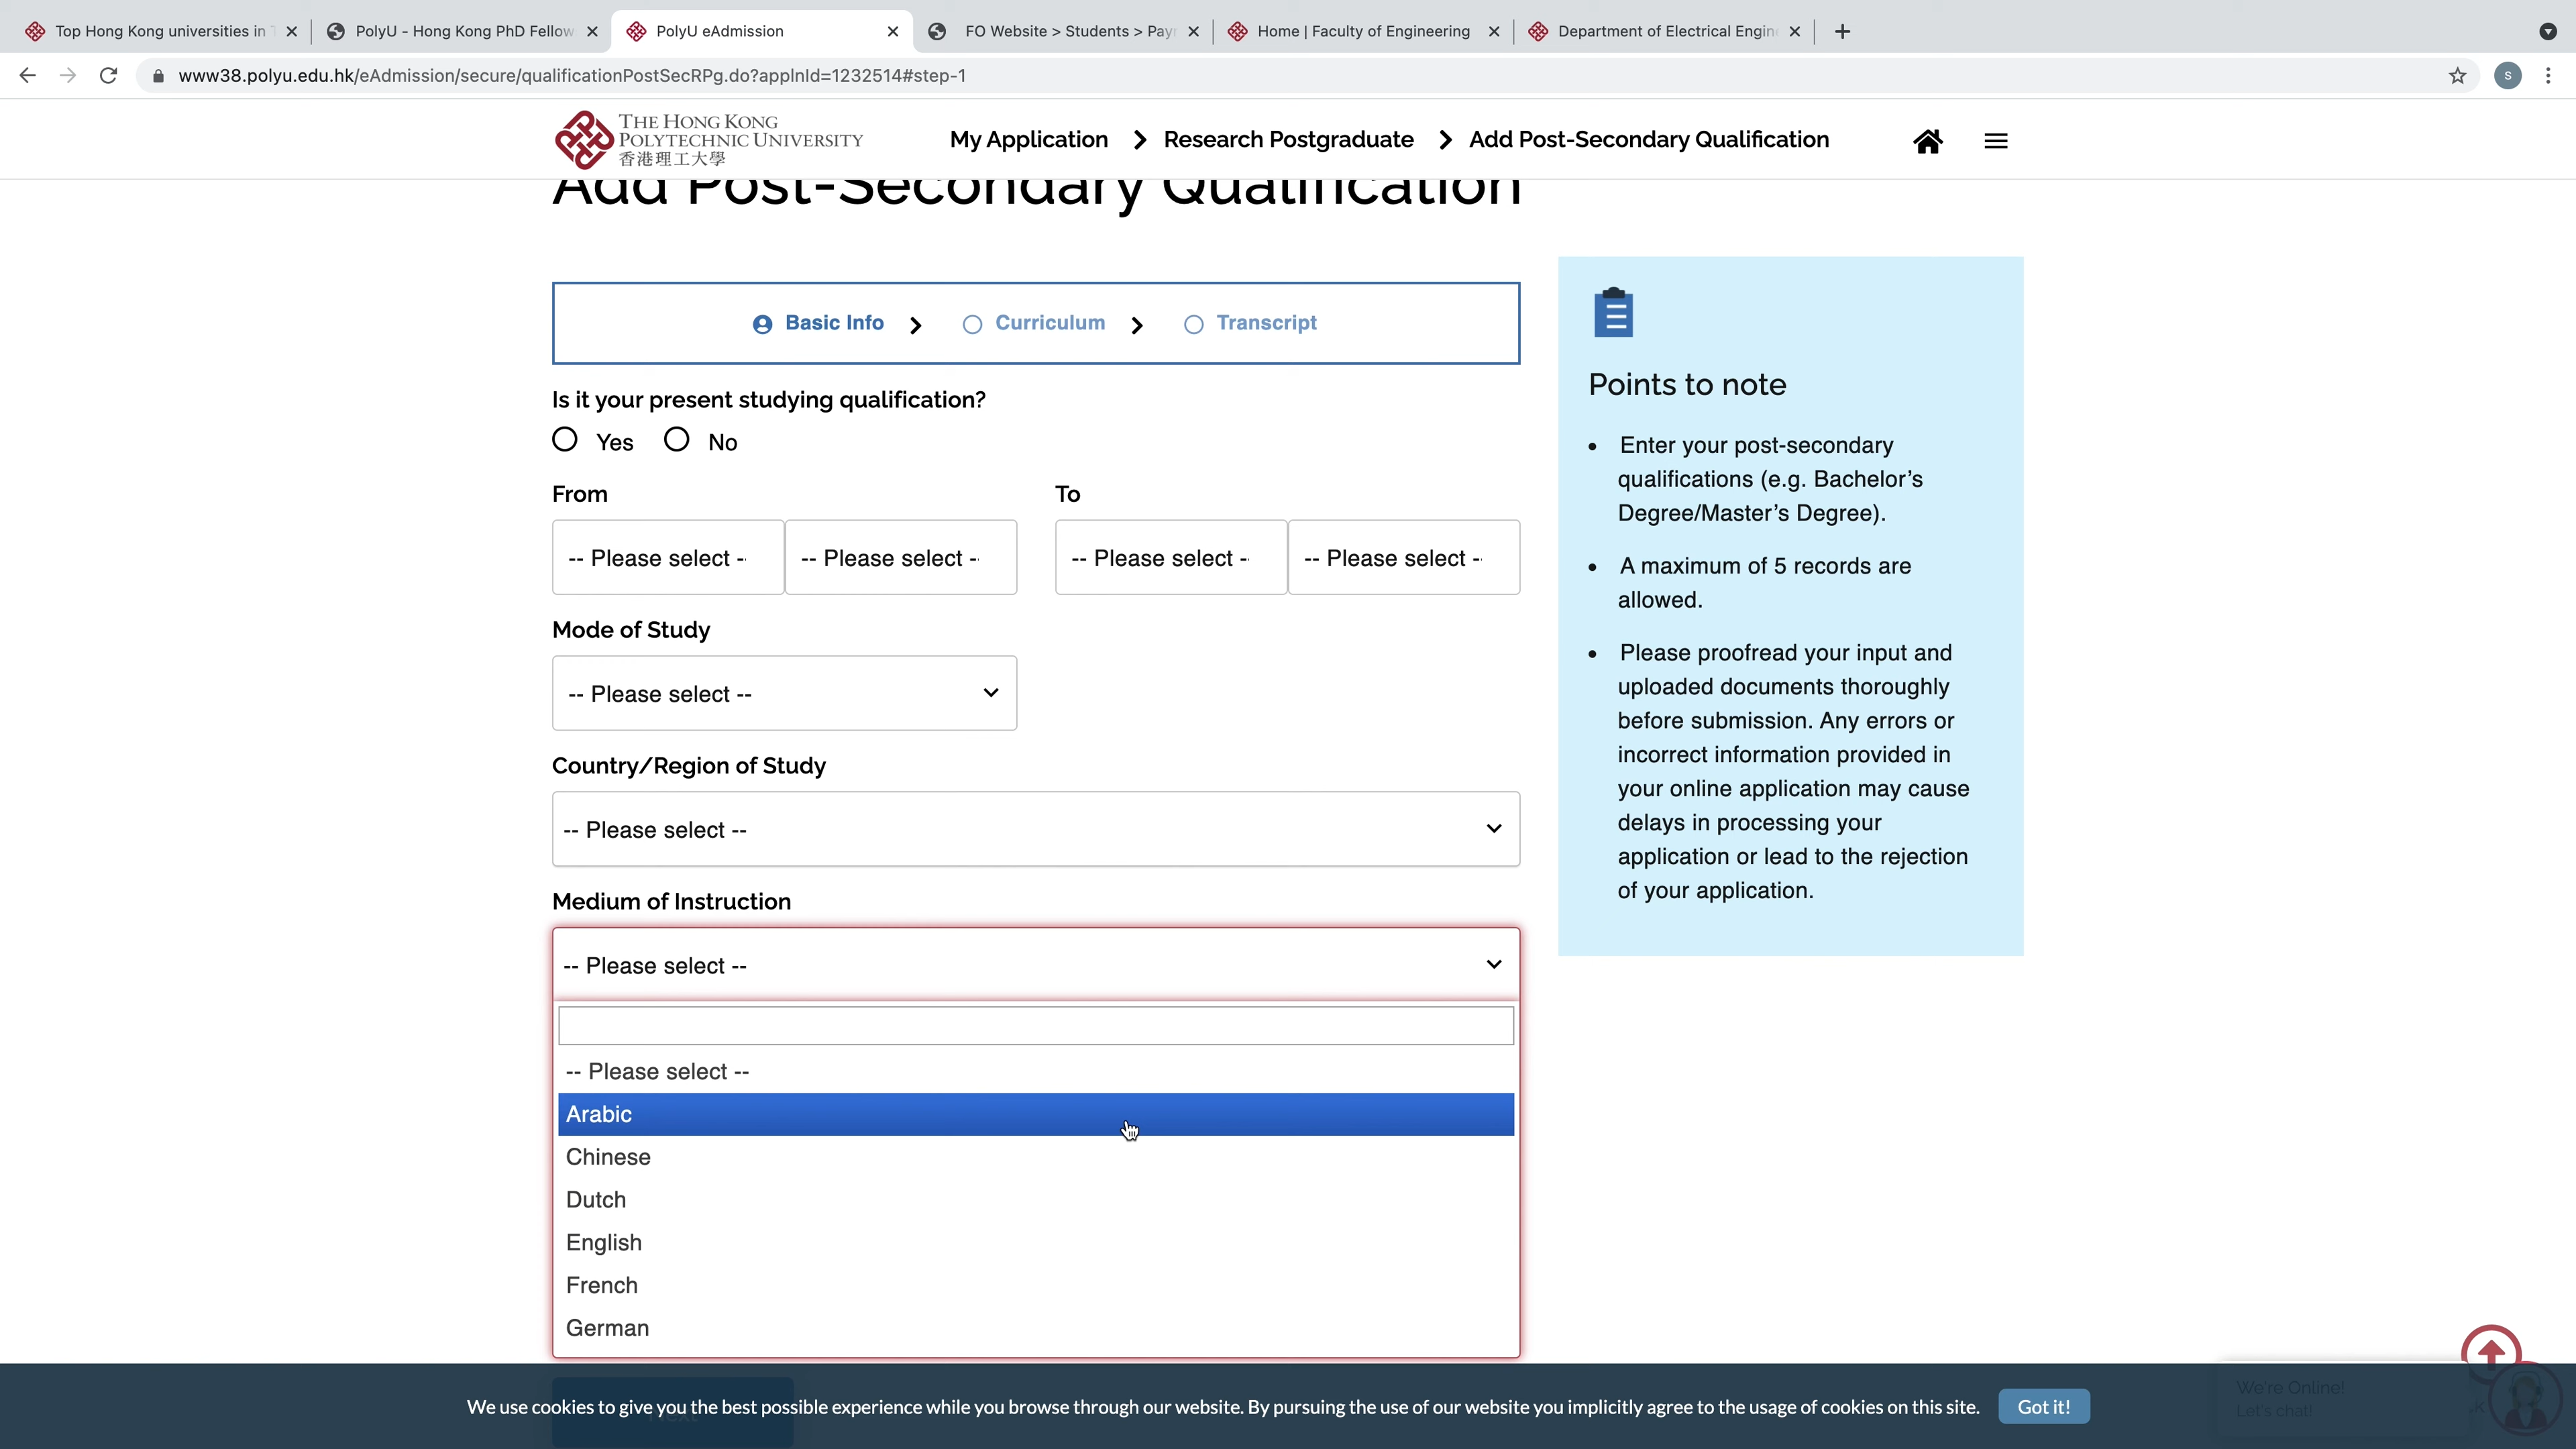 Top Hong Kong universities in
PolyU - Hong Kong PhD Fellow
PolyU eAdmission
FO Website > Students > Pay
Home | Faculty of Engineering
Department of Electrical Engin
www38.polyu.edu.hk/eAdmission/secure/qualificationPostSecRPg.do?applnId=1232514#step-1
S
THE HONG KONG
POLYTECHNIC UNIVERSITY
香港理工大學
My Application > Research Postgraduate > Add Post-Secondary Qualification
Add Post-Secondary Qualification
Basic Info > Curriculum > Transcript
Is it your present studying qualification?
Yes No
From
To
-- Please select -
-- Please select -
-- Please select -
-- Please select -
Mode of Study
-- Please select --
Country/Region of Study
-- Please select --
Medium of Instruction
-- Please select --
-- Please select --
Arabic
Chinese
Dutch
English
French
German
Points to note
• Enter your post-secondary
qualifications (e.g. Bachelor’s
Degree/Master’s Degree).
• A maximum of 5 records are
allowed.
• Please proofread your input and
uploaded documents thoroughly
before submission. Any errors or
incorrect information provided in
your online application may cause
delays in processing your
application or lead to the rejection
of your application.
We use cookies to give you the best possible experience while you browse through our website. By pursuing the use of our website you implicitly agree to the usage of cookies on this site.
Got it!
We're Online!
Let's chat!